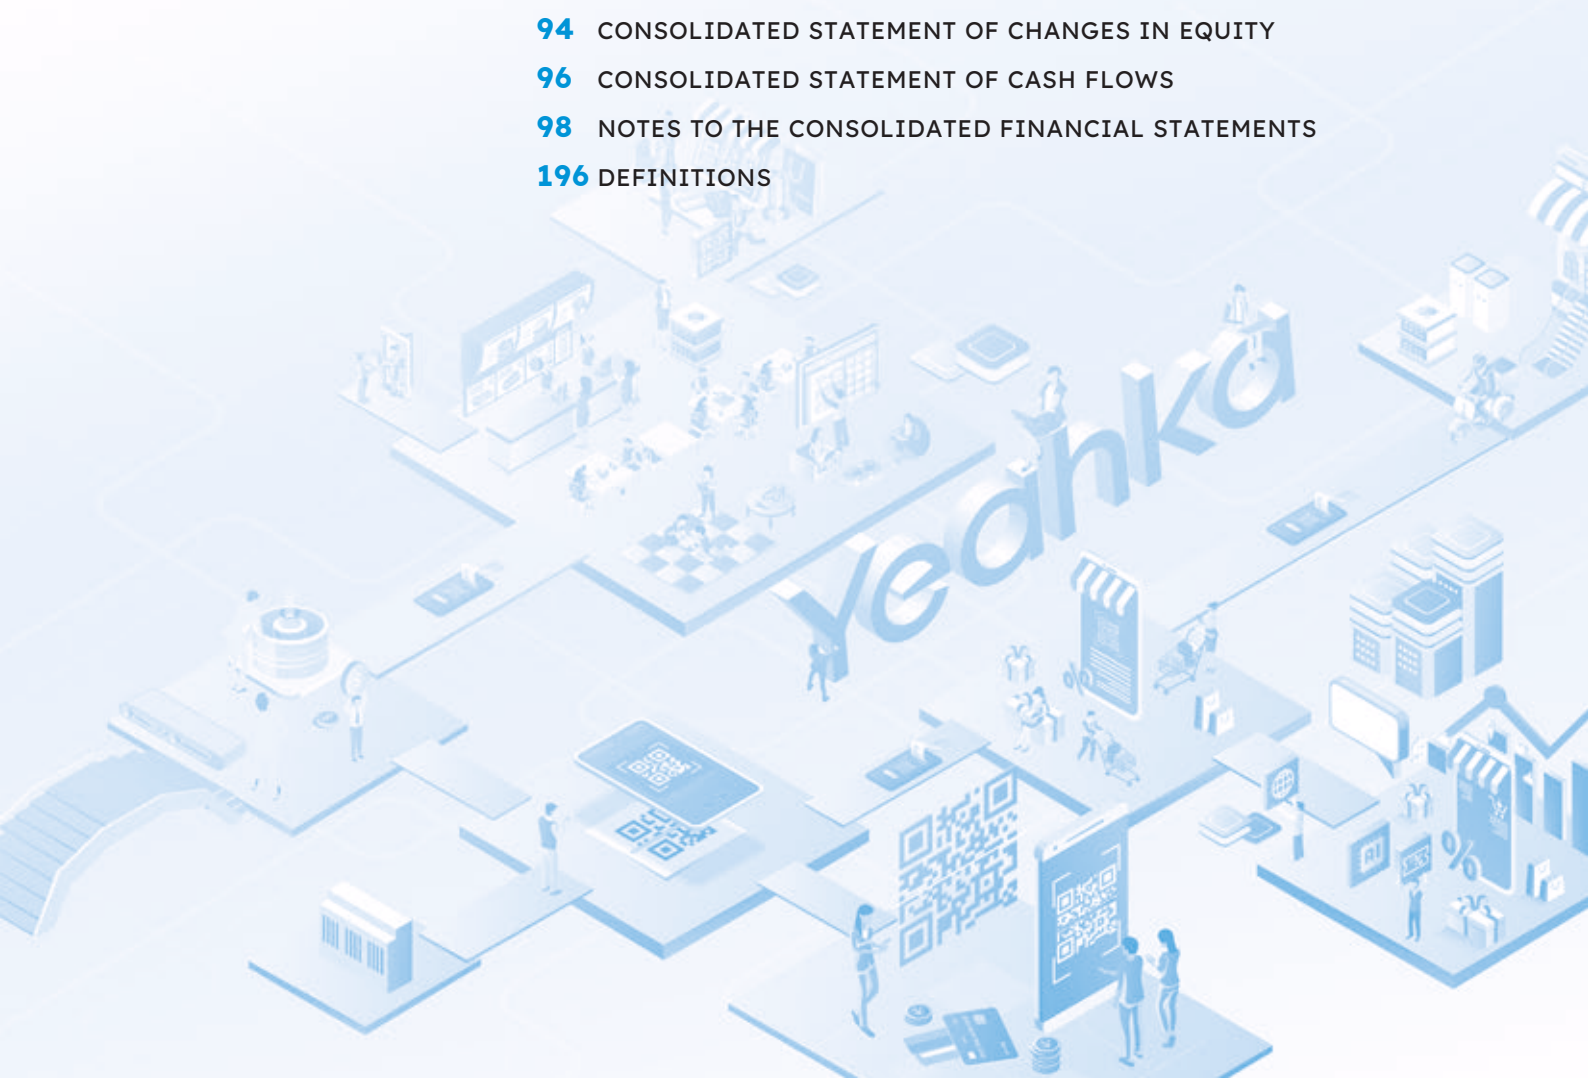 94 CONSOLIDATED STATEMENT OF CHANGES IN EQUITY
96 CONSOLIDATED STATEMENT OF CASH FLOWS
98 NOTES TO THE CONSOLIDATED FINANCIAL STATEMENTS
196 DEFINITIONS
Yeahka
%
%